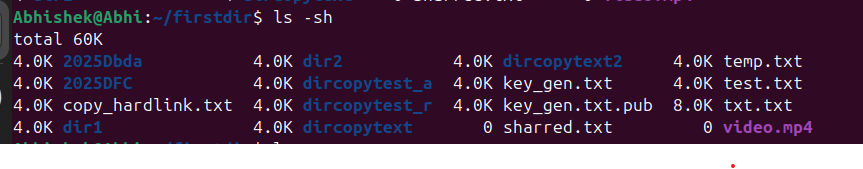 Abhishek@Abhi:~/firstdir$ ls -sh
total 60K
4.0K 2025Dbda 4.0K dir2 4.0K dircopytext2 4.0K temp.txt
4.0K 2025DFC 4.0K dircopytest_a 4.0K key_gen.txt 4.0K test.txt
4.0K copy_hardlink.txt 4.0K dircopytest_r 4.0K key_gen.txt.pub 8.0K txt.txt
4.0K dir1 4.0K dircopytext 0 sharred.txt 0 video.mp4